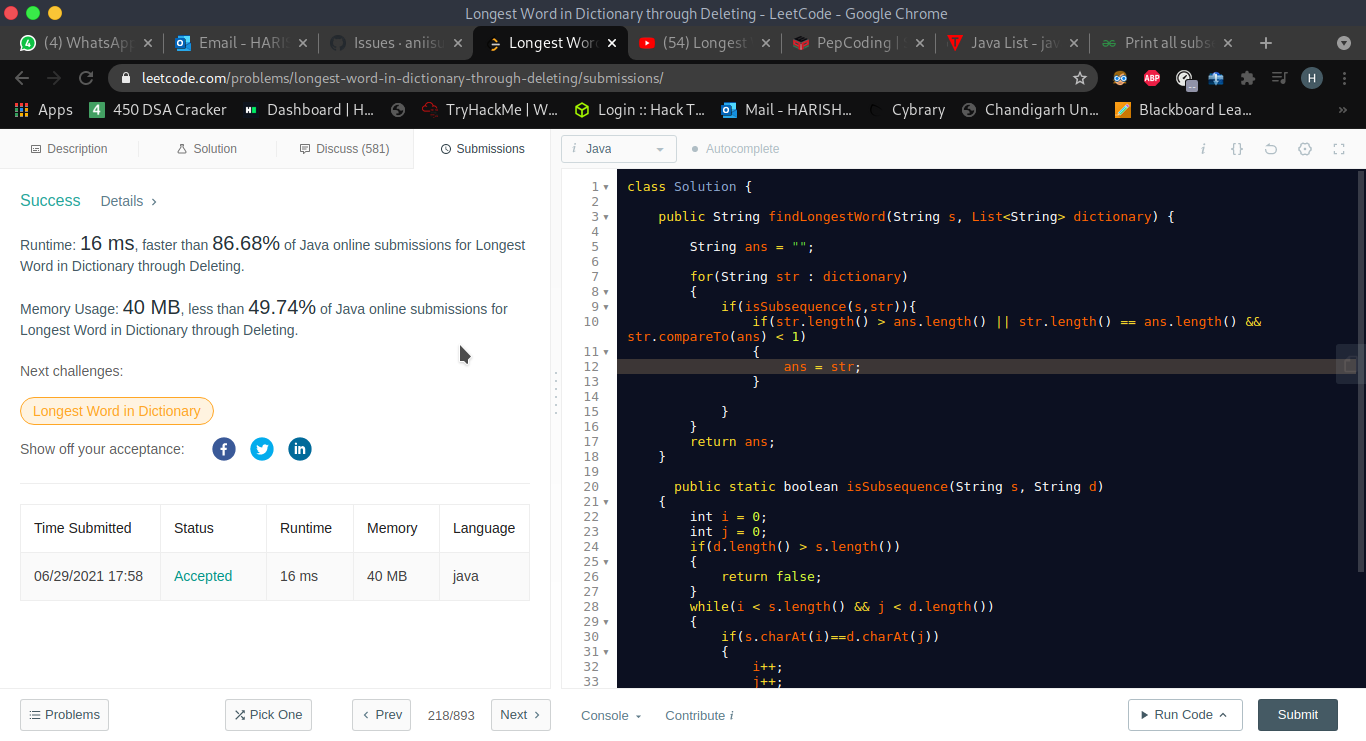 Longest Word in Dictionary through Deleting - LeetCode - Google Chrome
(4) WhatsApp
Email - HARIS
Issues · aniisu
Longest Wor
(54) Longest
PepCoding | S
Java List - jav
Print all subs
leetcode.com/problems/longest-word-in-dictionary-through-deleting/submissions/
ABP
H
Apps
4 450 DSA Cracker
Dashboard | H...
TryHackMe | W...
Login :: Hack T...
Mail - HARISH...
Cybrary
Chandigarh Un...
Blackboard Lea...
»
Description
Solution
Discuss (581)
Submissions
i Java
Autocomplete
Success
Details
Runtime: 16 ms, faster than 86.68% of Java online submissions for Longest
Word in Dictionary through Deleting.
Memory Usage: 40 MB, less than 49.74% of Java online submissions for
Longest Word in Dictionary through Deleting.
Next challenges:
Longest Word in Dictionary
Show off your acceptance:
Time Submitted Status Runtime Memory Language
06/29/2021 17:58 Accepted 16 ms 40 MB java
1 class Solution {
2
3 public String findLongestWord(String s, List<String> dictionary) {
4
5 String ans = "";
6
7 for(String str : dictionary)
8 {
9 if(isSubsequence(s,str)){
10 if(str.length() > ans.length() || str.length() == ans.length() &&
str.compareTo(ans) < 1)
11 {
12 ans = str;
13 }
14
15 }
16 }
17 return ans;
18 }
19
20 public static boolean isSubsequence(String s, String d)
21 {
22 int i = 0;
23 int j = 0;
24 if(d.length() > s.length())
25 {
26 return false;
27 }
28 while(i < s.length() && j < d.length())
29 {
30 if(s.charAt(i)==d.charAt(j))
31 {
32 i++;
33 j++;
Problems
Pick One
Prev
218/893
Next
Console
Contribute i
Run Code
Submit